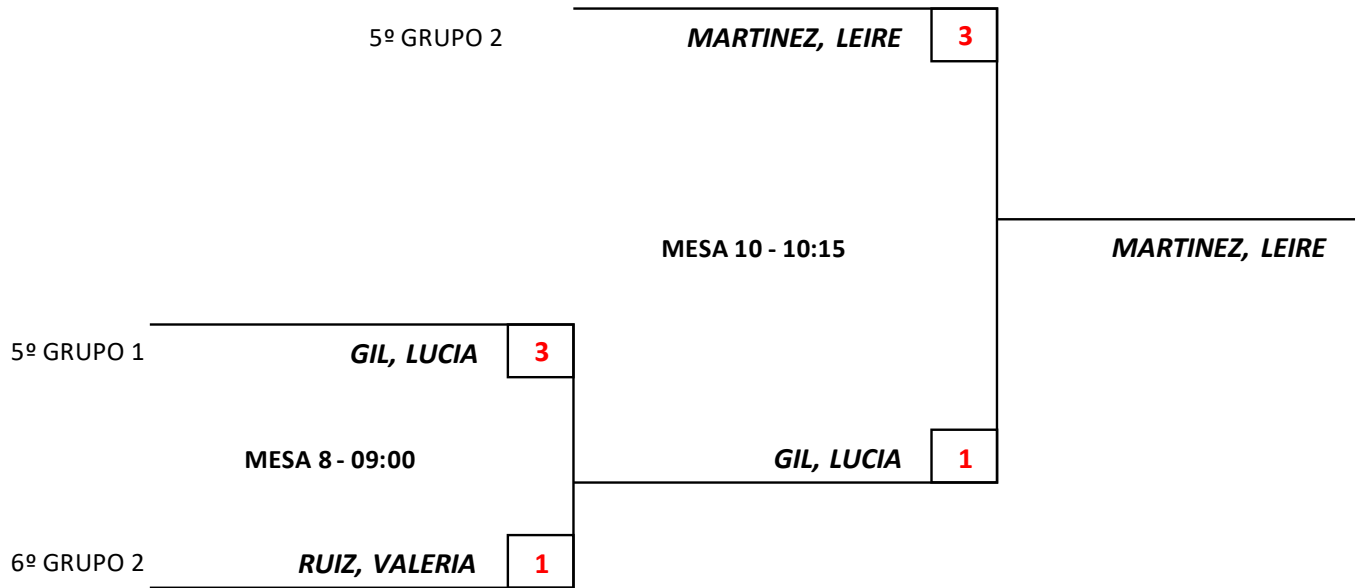 5º GRUPO 2 MARTINEZ, LEIRE 3
MESA 10 - 10:15 MARTINEZ, LEIRE
5º GRUPO 1 GIL, LUCIA 3
MESA 8 - 09:00 GIL, LUCIA 1
6º GRUPO 2 RUIZ, VALERIA 1